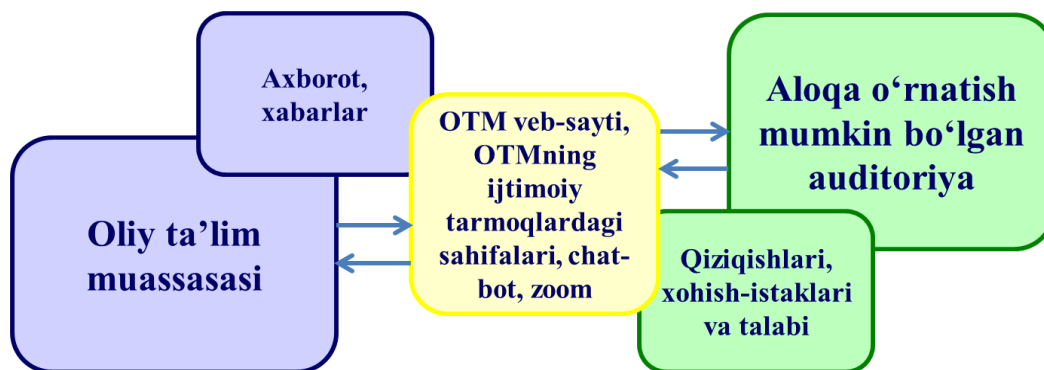 Axborot,
xabarlar
Oliy ta’lim
muassasasi
OTM veb-sayti,
OTMning
ijtimoiy
tarmoqlardagi
sahifalari, chat-
bot, zoom
Aloqa o‘rnatish
mumkin bo‘lgan
auditoriya
Qiziqishlari,
xohish-istaklari
va talabi